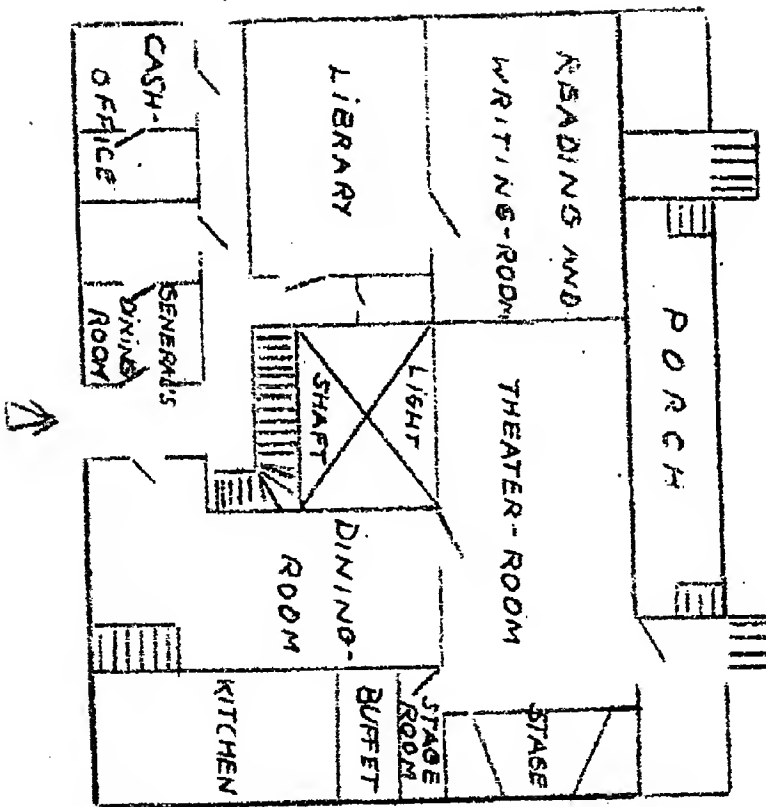 CASH-
OFFICE
LIBRARY
READING AND
WRITING-ROOM
PORCH
GENERAL'S
DINING
ROOM
LIGHT
SHAFT
THEATER-ROOM
DINING-
ROOM
KITCHEN
BUFFET
STAGE
ROOM
STAGE